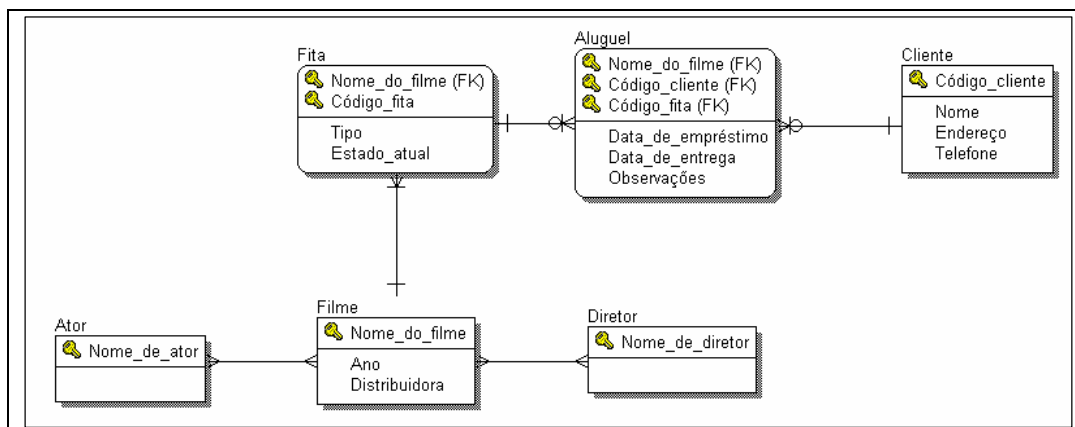 Fita
Nome_do_filme (FK)
Código_fita
Tipo
Estado_atual
Aluguel
Nome_do_filme (FK)
Código_cliente (FK)
Código_fita (FK)
Data_de_empréstimo
Data_de_entrega
Observações
Cliente
Código_cliente
Nome
Endereço
Telefone
Ator
Nome_de_ator
Filme
Nome_do_filme
Ano
Distribuidora
Diretor
Nome_de_diretor